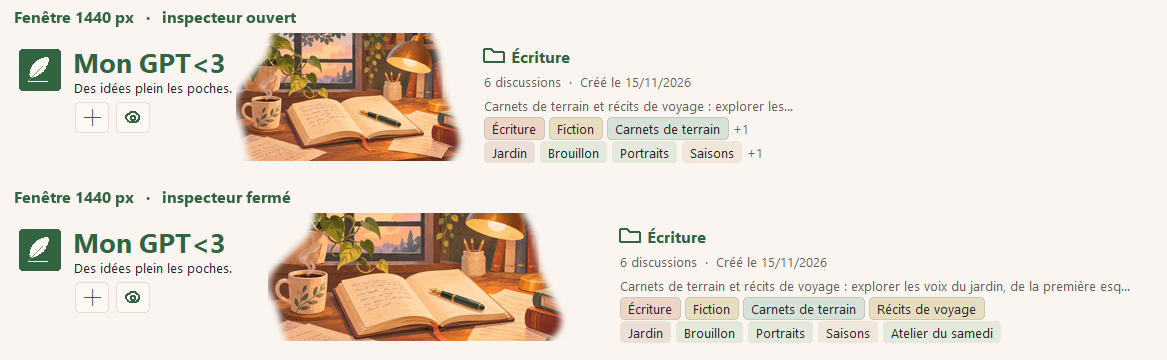 Fenêtre 1440 px · inspecteur ouvert
Mon GPT<3
Des idées plein les poches.
Écriture
6 discussions · Créé le 15/11/2026
Carnets de terrain et récits de voyage : explorer les...
Écriture Fiction Carnets de terrain +1
Jardin Brouillon Portraits Saisons +1
Fenêtre 1440 px · inspecteur fermé
Mon GPT<3
Des idées plein les poches.
Écriture
6 discussions · Créé le 15/11/2026
Carnets de terrain et récits de voyage : explorer les voix du jardin, de la première esq...
Écriture Fiction Carnets de terrain Récits de voyage
Jardin Brouillon Portraits Saisons Atelier du samedi